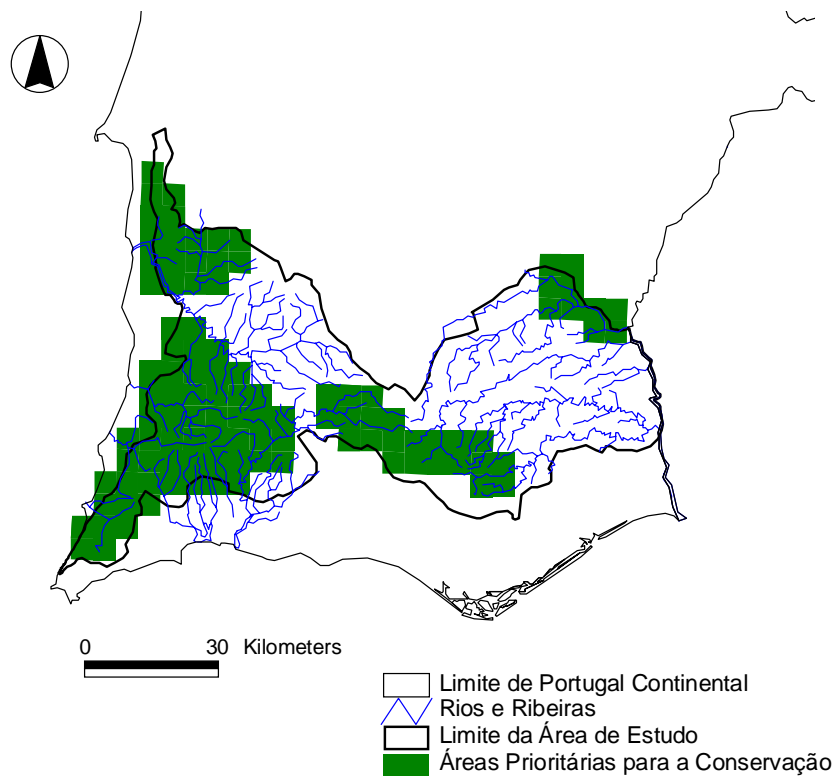 0 30 Kilometers
Limite de Portugal Continental
Rios e Ribeiras
Limite da Área de Estudo
Áreas Prioritárias para a Conservação